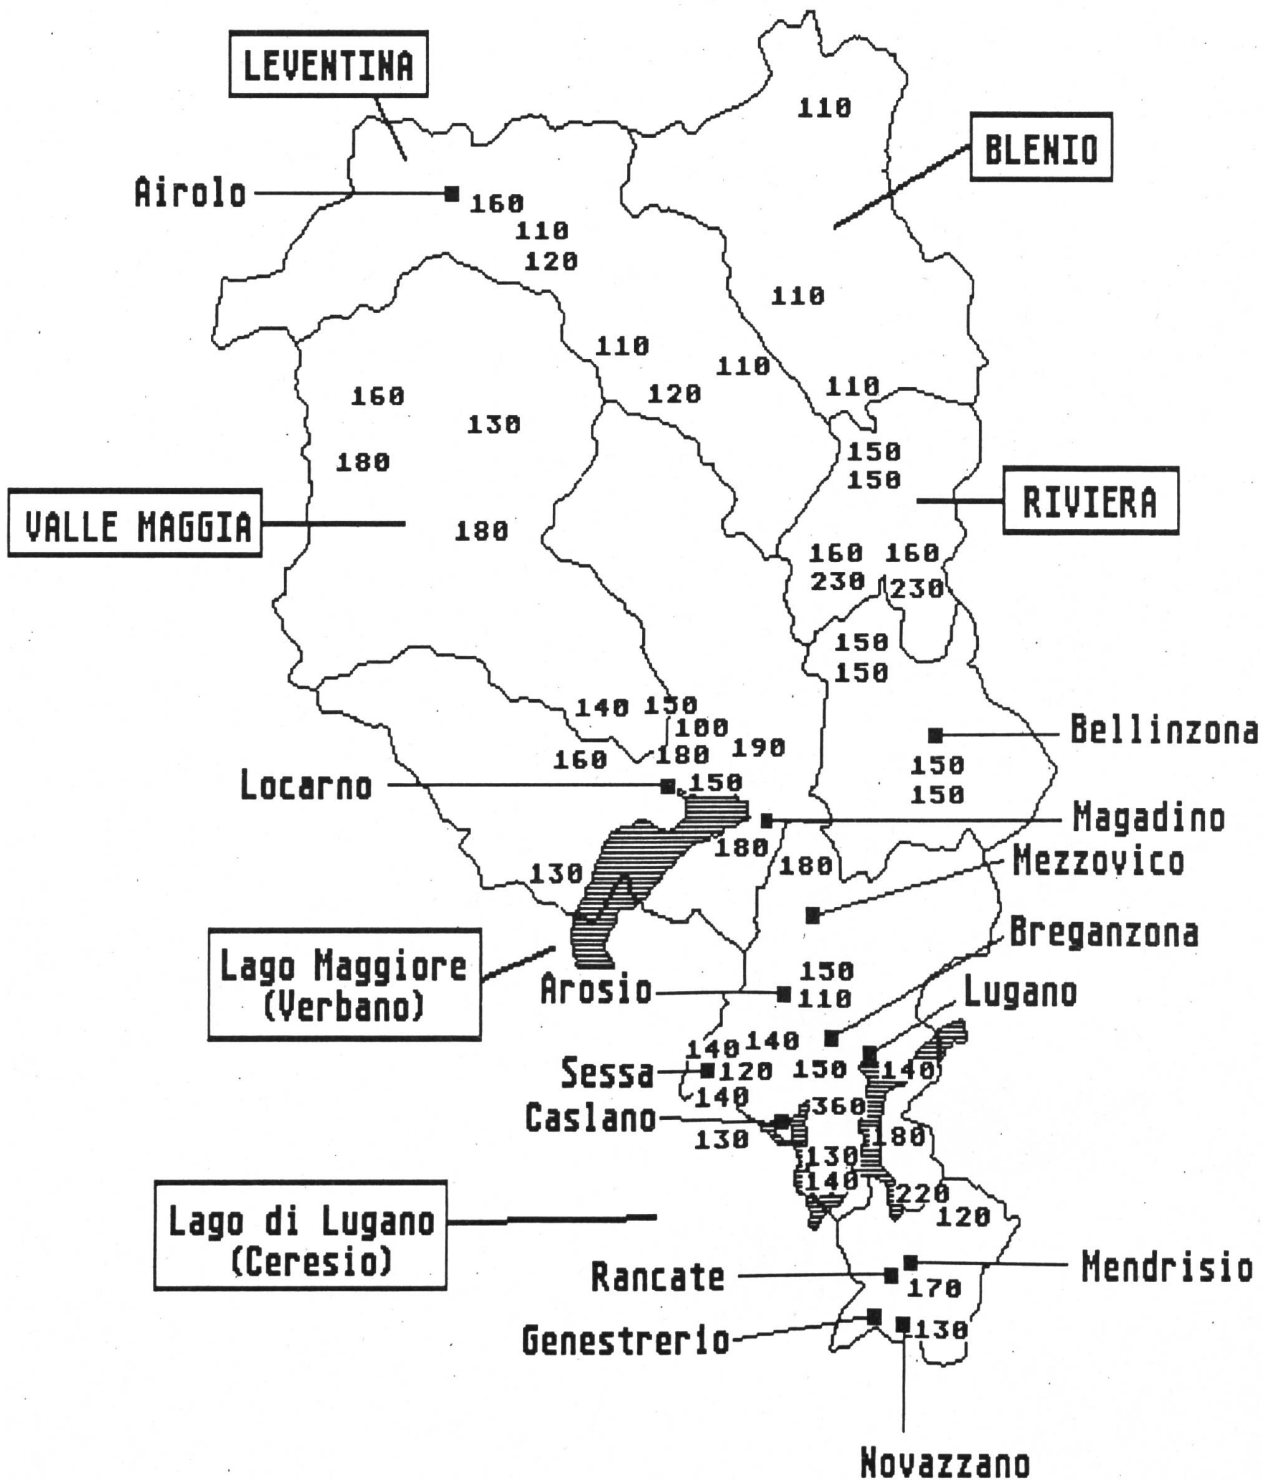 LEVENTINA
110
BLENIO
Airolo
160
110
120
110
110
110
120
110
160
130
180
150
150
RIVIERA
VALLE MAGGIA
180
160
160
230
230
150
150
140
150
100
190
Bellinzona
160
180
150
150
Locarno
150
Magadino
180
Mezzovico
180
130
Breganzona
Lago Maggiore
(Verbano)
150
Arosio
110
Lugano
140
140
Sessa
120
150
140
140
360
Caslano
130
180
130
140
220
120
Lago di Lugano
(Ceresio)
Mendrisio
Rancate
170
Genestrerio
130
Novazzano